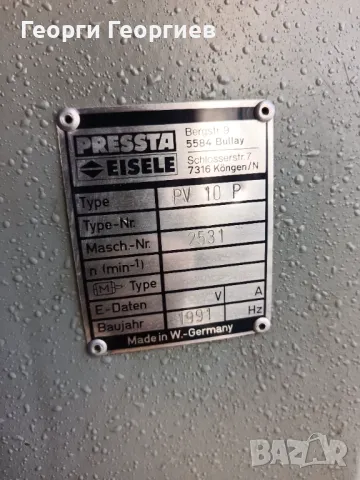 Георги Георгиев
PRESSTA
EISELE
Bergstr. 9
5584 Bullay
Schlosserstr. 7
7316 Köngen/N
Type PV 10 P
Type-Nr.
Masch.-Nr. 2531
n (min-1)
M Type
E-Daten V A
Baujahr 1991 Hz
Made in W.-Germany
BAZAR